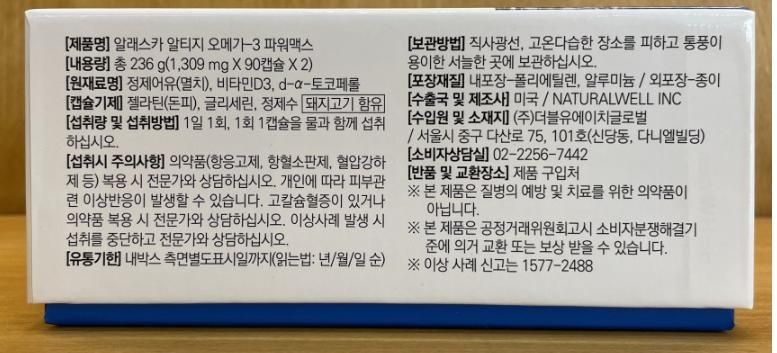 [제품명] 알래스카 알티지 오메가-3 파워맥스
[내용량] 총 236 g(1,309 mg X 90캡슐 X 2)
[원재료명] 정제어유(멸치), 비타민D3, d-α-토코페롤
[캡슐기제] 젤라틴(돈피), 글리세린, 정제수 돼지고기 함유
[섭취량 및 섭취방법] 1일 1회, 1회 1캡슐을 물과 함께 섭취
하십시오.
[섭취시 주의사항] 의약품(항응고제, 항혈소판제, 혈압강하
제 등) 복용 시 전문가와 상담하십시오. 개인에 따라 피부관
련 이상반응이 발생할 수 있습니다. 고칼슘혈증이 있거나
의약품 복용 시 전문가와 상담하십시오. 이상사례 발생 시
섭취를 중단하고 전문가와 상담하십시오.
[유통기한] 내박스 측면별도표시일까지(읽는법: 년/월/일 순)
[보관방법] 직사광선, 고온다습한 장소를 피하고 통풍이
용이한 서늘한 곳에 보관하십시오.
[포장재질] 내포장-폴리에틸렌, 알루미늄 / 외포장-종이
[수출국 및 제조사] 미국 / NATURALWELL INC
[수입원 및 소재지] (주)더블유에이치글로벌
/ 서울시 중구 다산로 75, 101호(신당동, 다니엘빌딩)
[소비자상담실] 02-2256-7442
[반품 및 교환장소] 제품 구입처
※ 본 제품은 질병의 예방 및 치료를 위한 의약품이
아닙니다.
※ 본 제품은 공정거래위원회고시 소비자분쟁해결기
준에 의거 교환 또는 보상 받을 수 있습니다.
※ 이상 사례 신고는 1577-2488